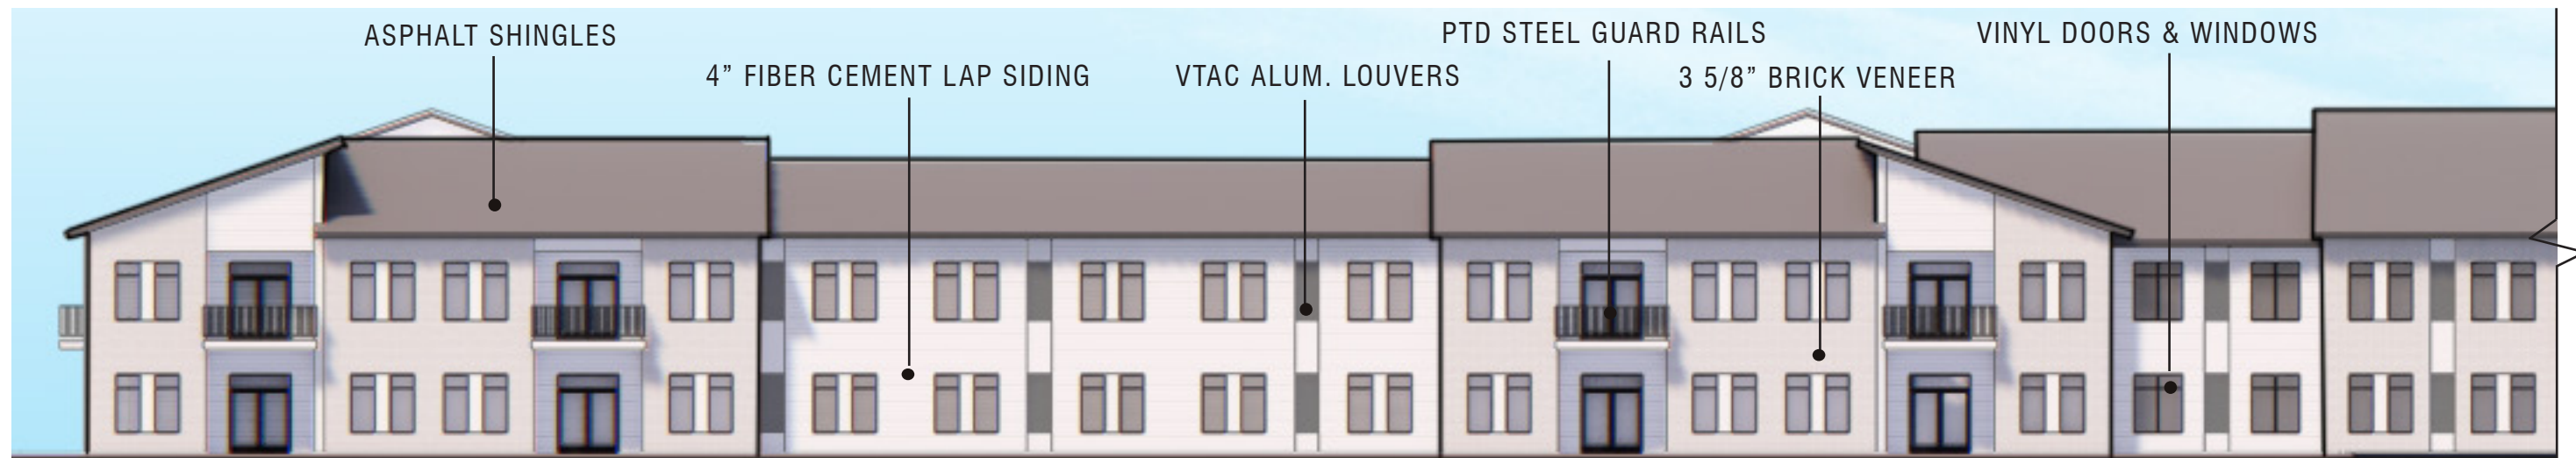 ASPHALT SHINGLES
4” FIBER CEMENT LAP SIDING
VTAC ALUM. LOUVERS
PTD STEEL GUARD RAILS
3 5/8” BRICK VENEER
VINYL DOORS & WINDOWS